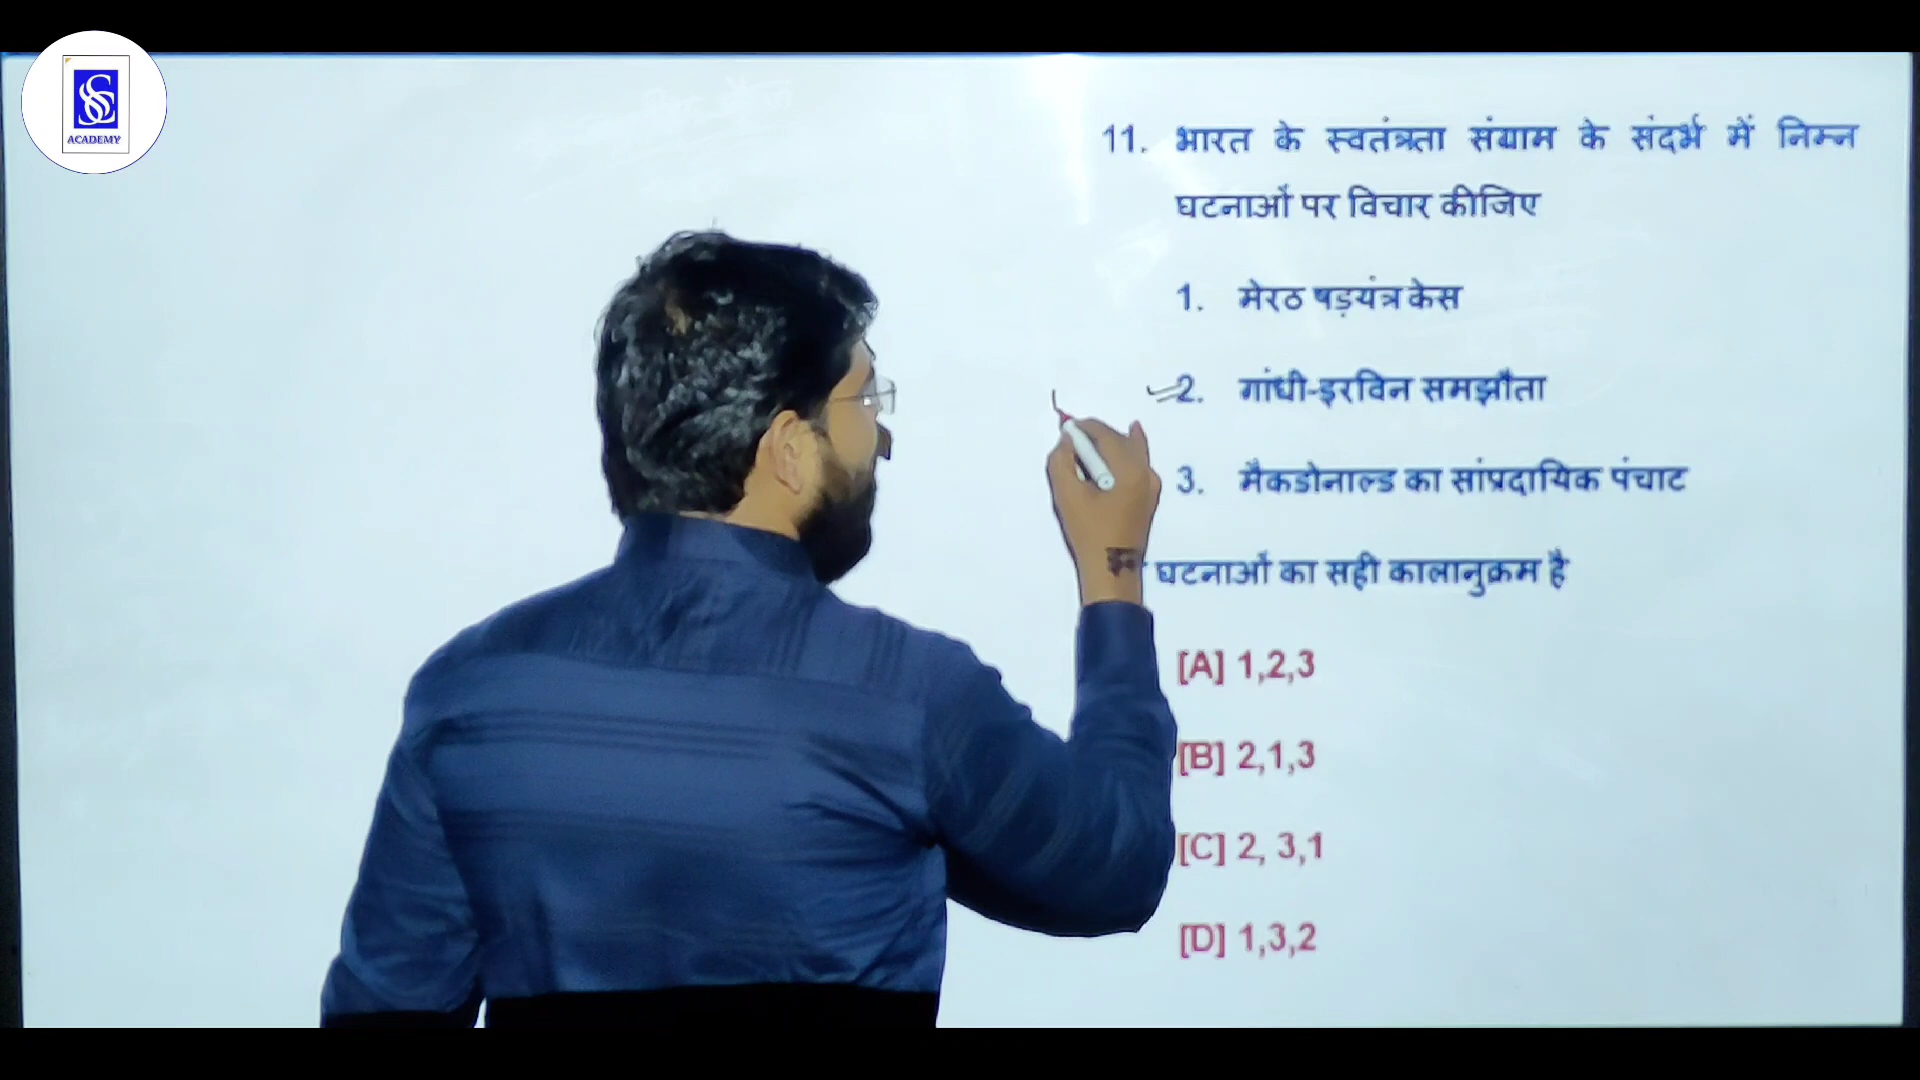 SSC
ACADEMY
11. भारत के स्वतंत्रता संग्राम के संदर्भ में निम्न
घटनाओं पर विचार कीजिए
1. मेरठ षड़यंत्र केस
2. गांधी-इरविन समझौता
3. मैकडोनाल्ड का सांप्रदायिक पंचाट
घटनाओं का सही कालानुक्रम है
[A] 1,2,3
[B] 2,1,3
[C] 2, 3,1
[D] 1,3,2